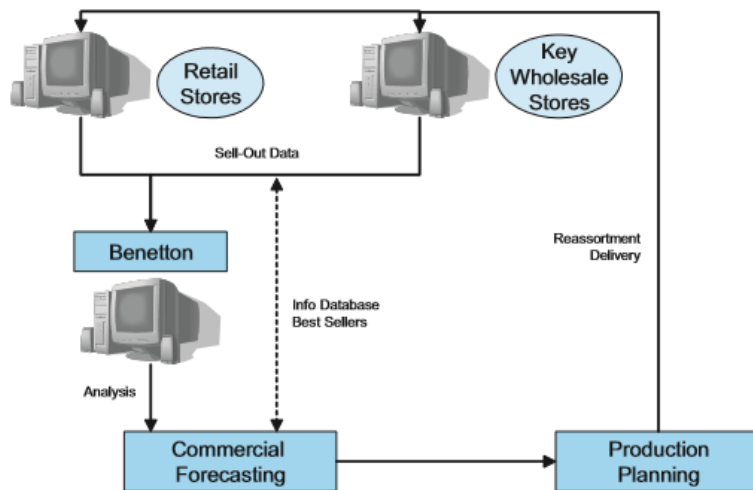 Retail
Stores
Key
Wholesale
Stores
Sell-Out Data
Benetton
Reassortment
Delivery
Info Database
Best Sellers
Analysis
Commercial
Forecasting
Production
Planning